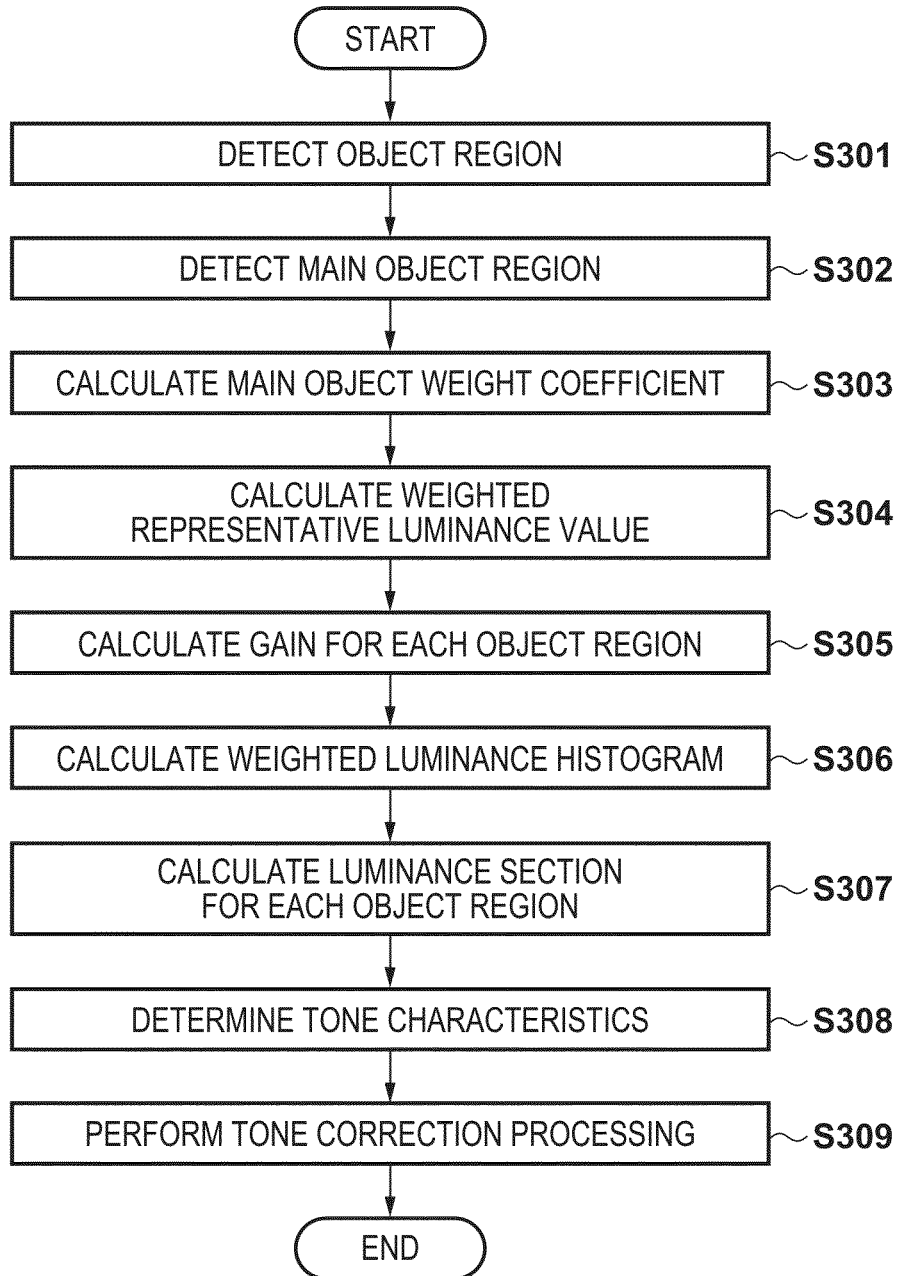 START
DETECT OBJECT REGION
S301
DETECT MAIN OBJECT REGION
S302
CALCULATE MAIN OBJECT WEIGHT COEFFICIENT
S303
CALCULATE WEIGHTED
REPRESENTATIVE LUMINANCE VALUE
S304
CALCULATE GAIN FOR EACH OBJECT REGION
S305
CALCULATE WEIGHTED LUMINANCE HISTOGRAM
S306
CALCULATE LUMINANCE SECTION
FOR EACH OBJECT REGION
S307
DETERMINE TONE CHARACTERISTICS
S308
PERFORM TONE CORRECTION PROCESSING
S309
END